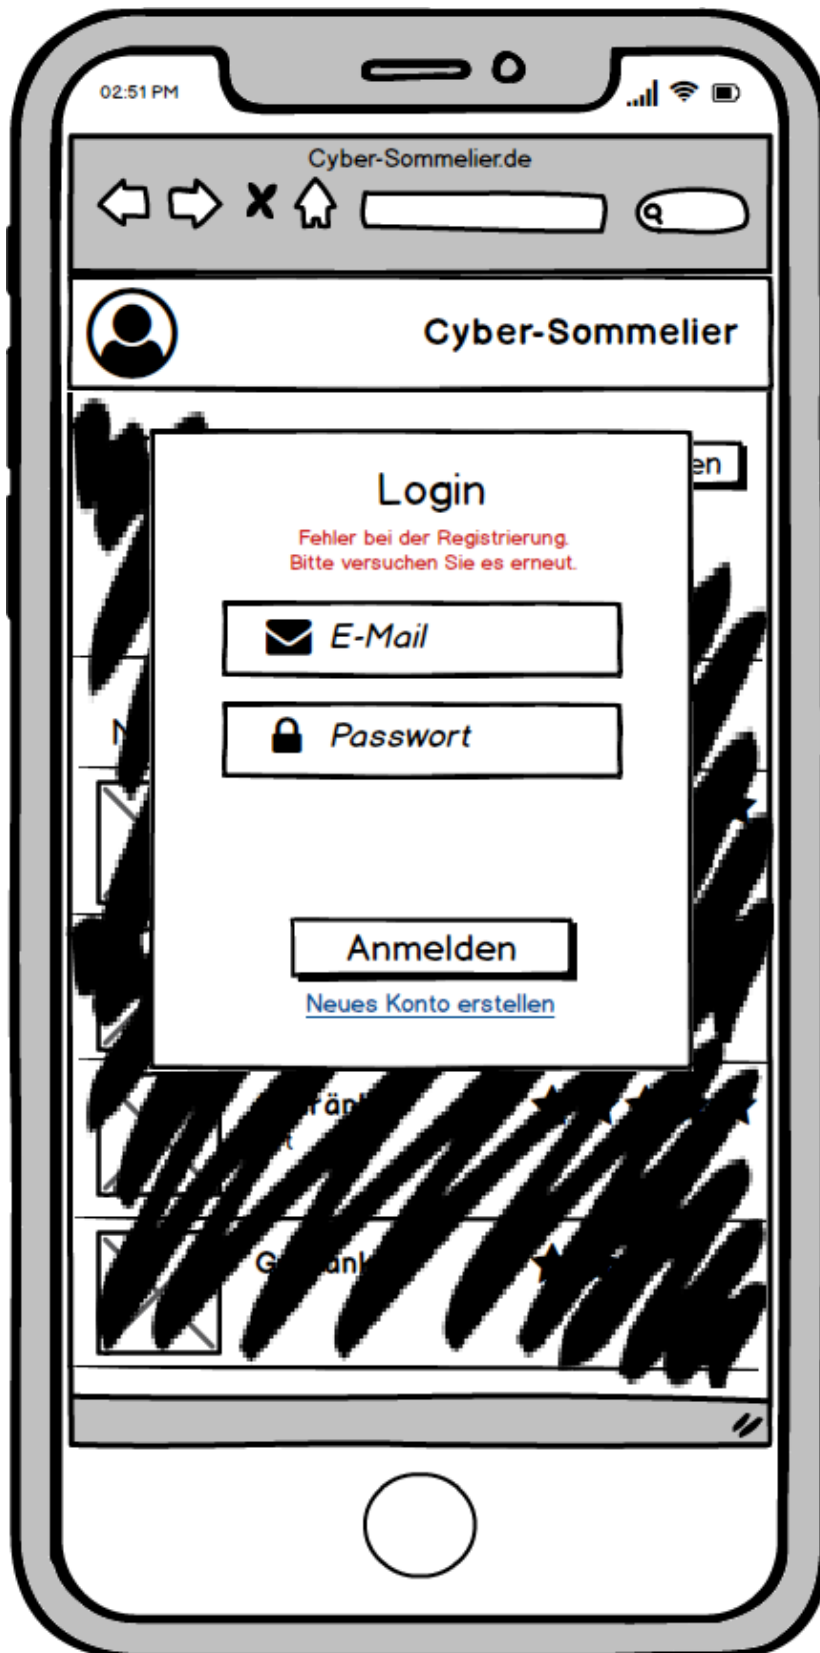 02:51 PM
Cyber-Sommelier.de
Cyber-Sommelier
en
Login
Fehler bei der Registrierung.
Bitte versuchen Sie es erneut.
E-Mail
Passwort
N
Anmelden
Neues Konto erstellen